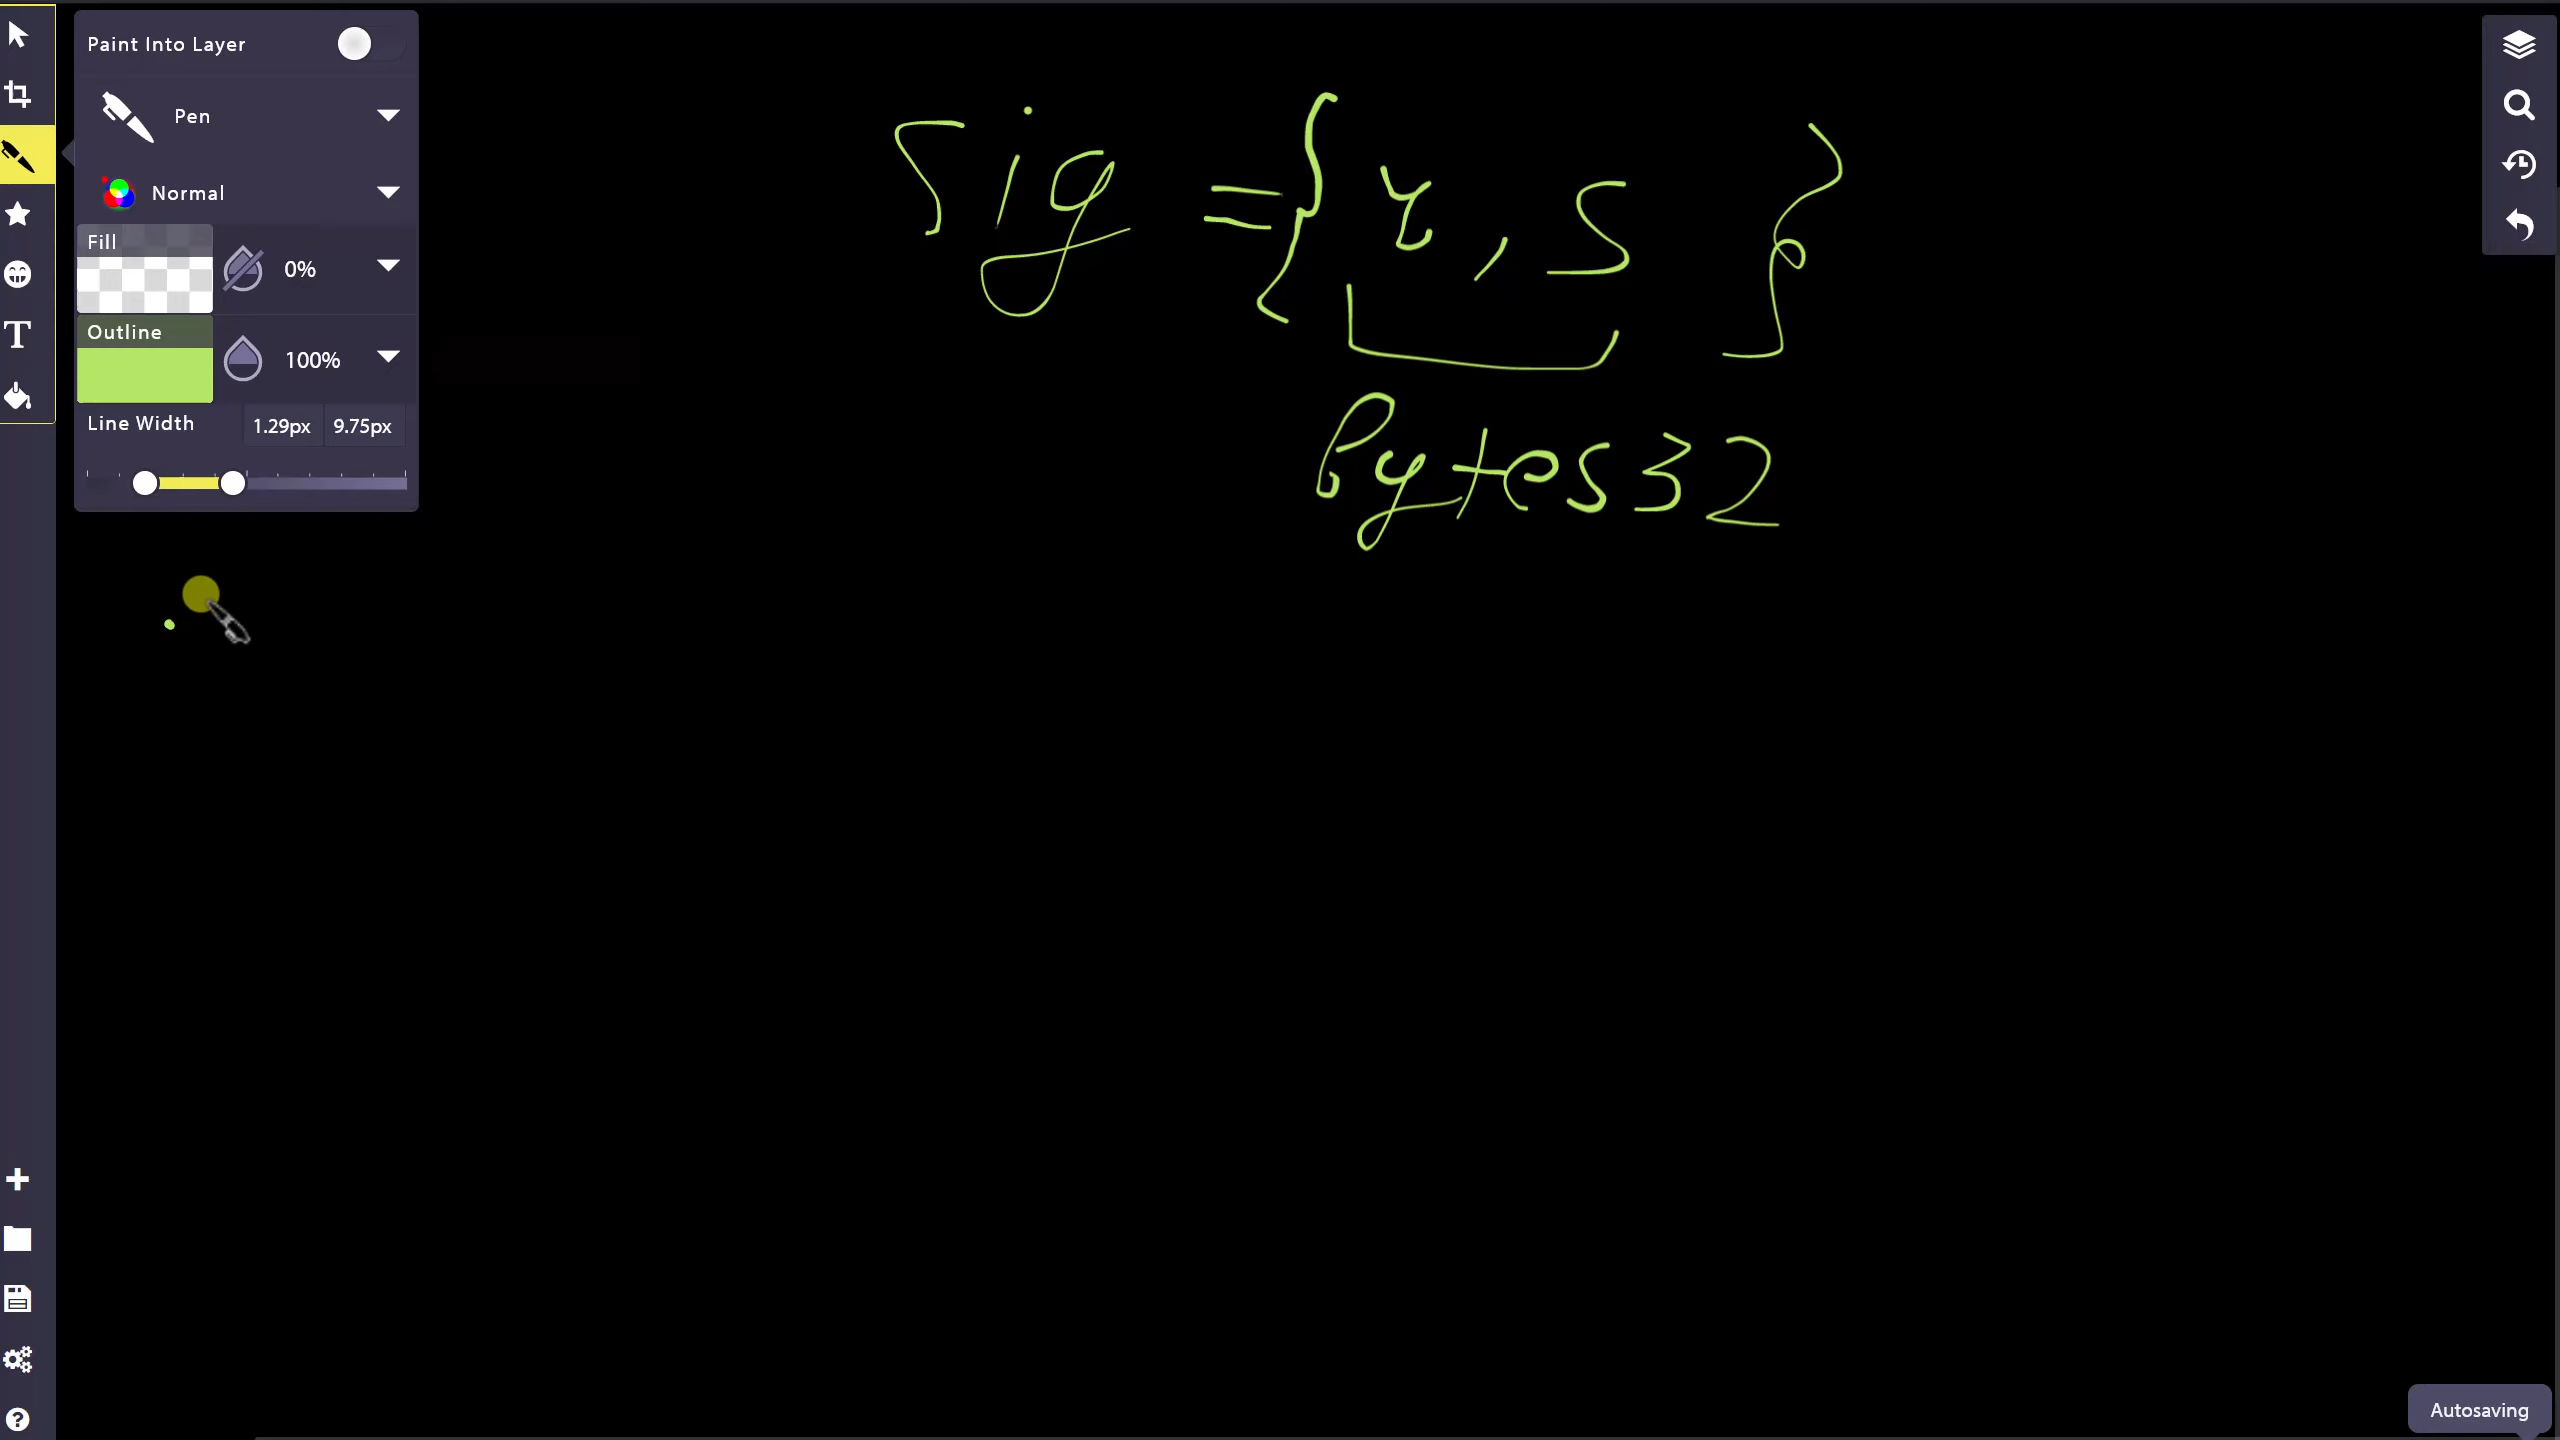 Paint Into Layer
Pen
Normal
Fill
0%
Outline
100%
Line Width 1.29px 9.75px
Sig = { r, s }
Bytes32
Autosaving